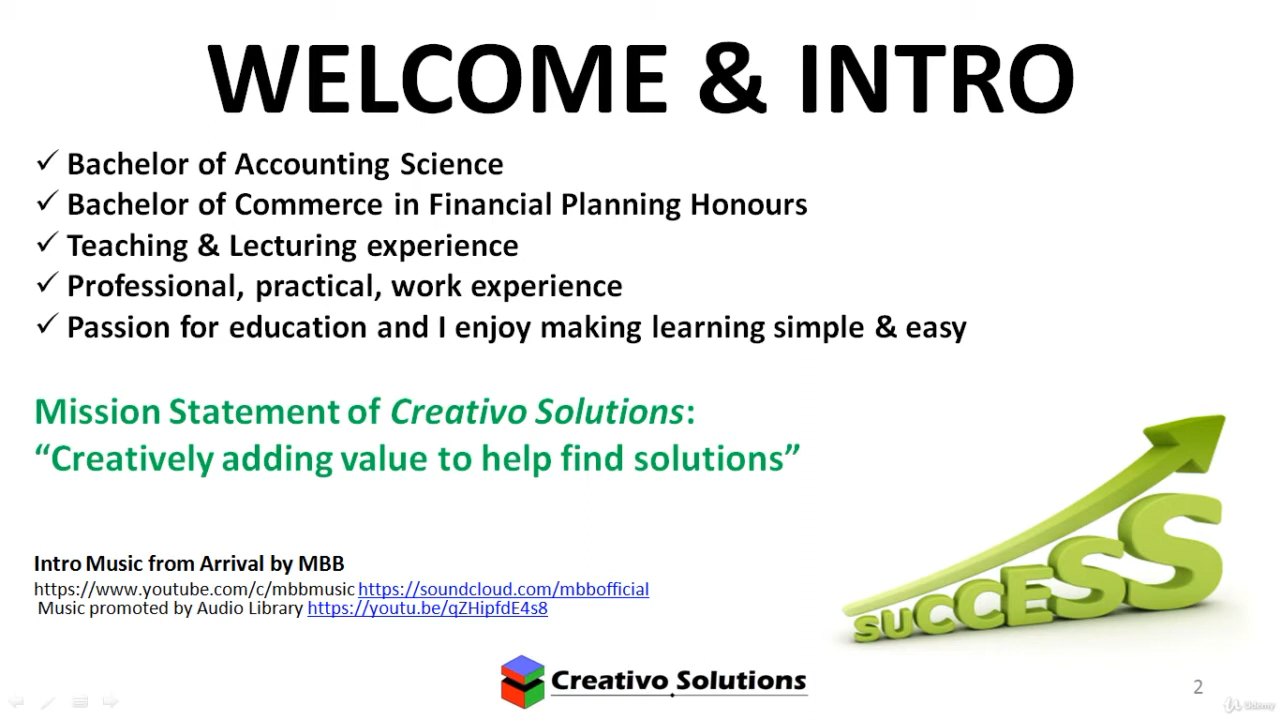 WELCOME & INTRO
✓ Bachelor of Accounting Science
✓ Bachelor of Commerce in Financial Planning Honours
✓ Teaching & Lecturing experience
✓ Professional, practical, work experience
✓ Passion for education and I enjoy making learning simple & easy
Mission Statement of Creativo Solutions:
“Creatively adding value to help find solutions”
SUCCESS
Intro Music from Arrival by MBB
https://www.youtube.com/c/mbbmusic https://soundcloud.com/mbbofficial
Music promoted by Audio Library https://youtu.be/qZHipfdE4s8
Creativo Solutions
2
Udemy